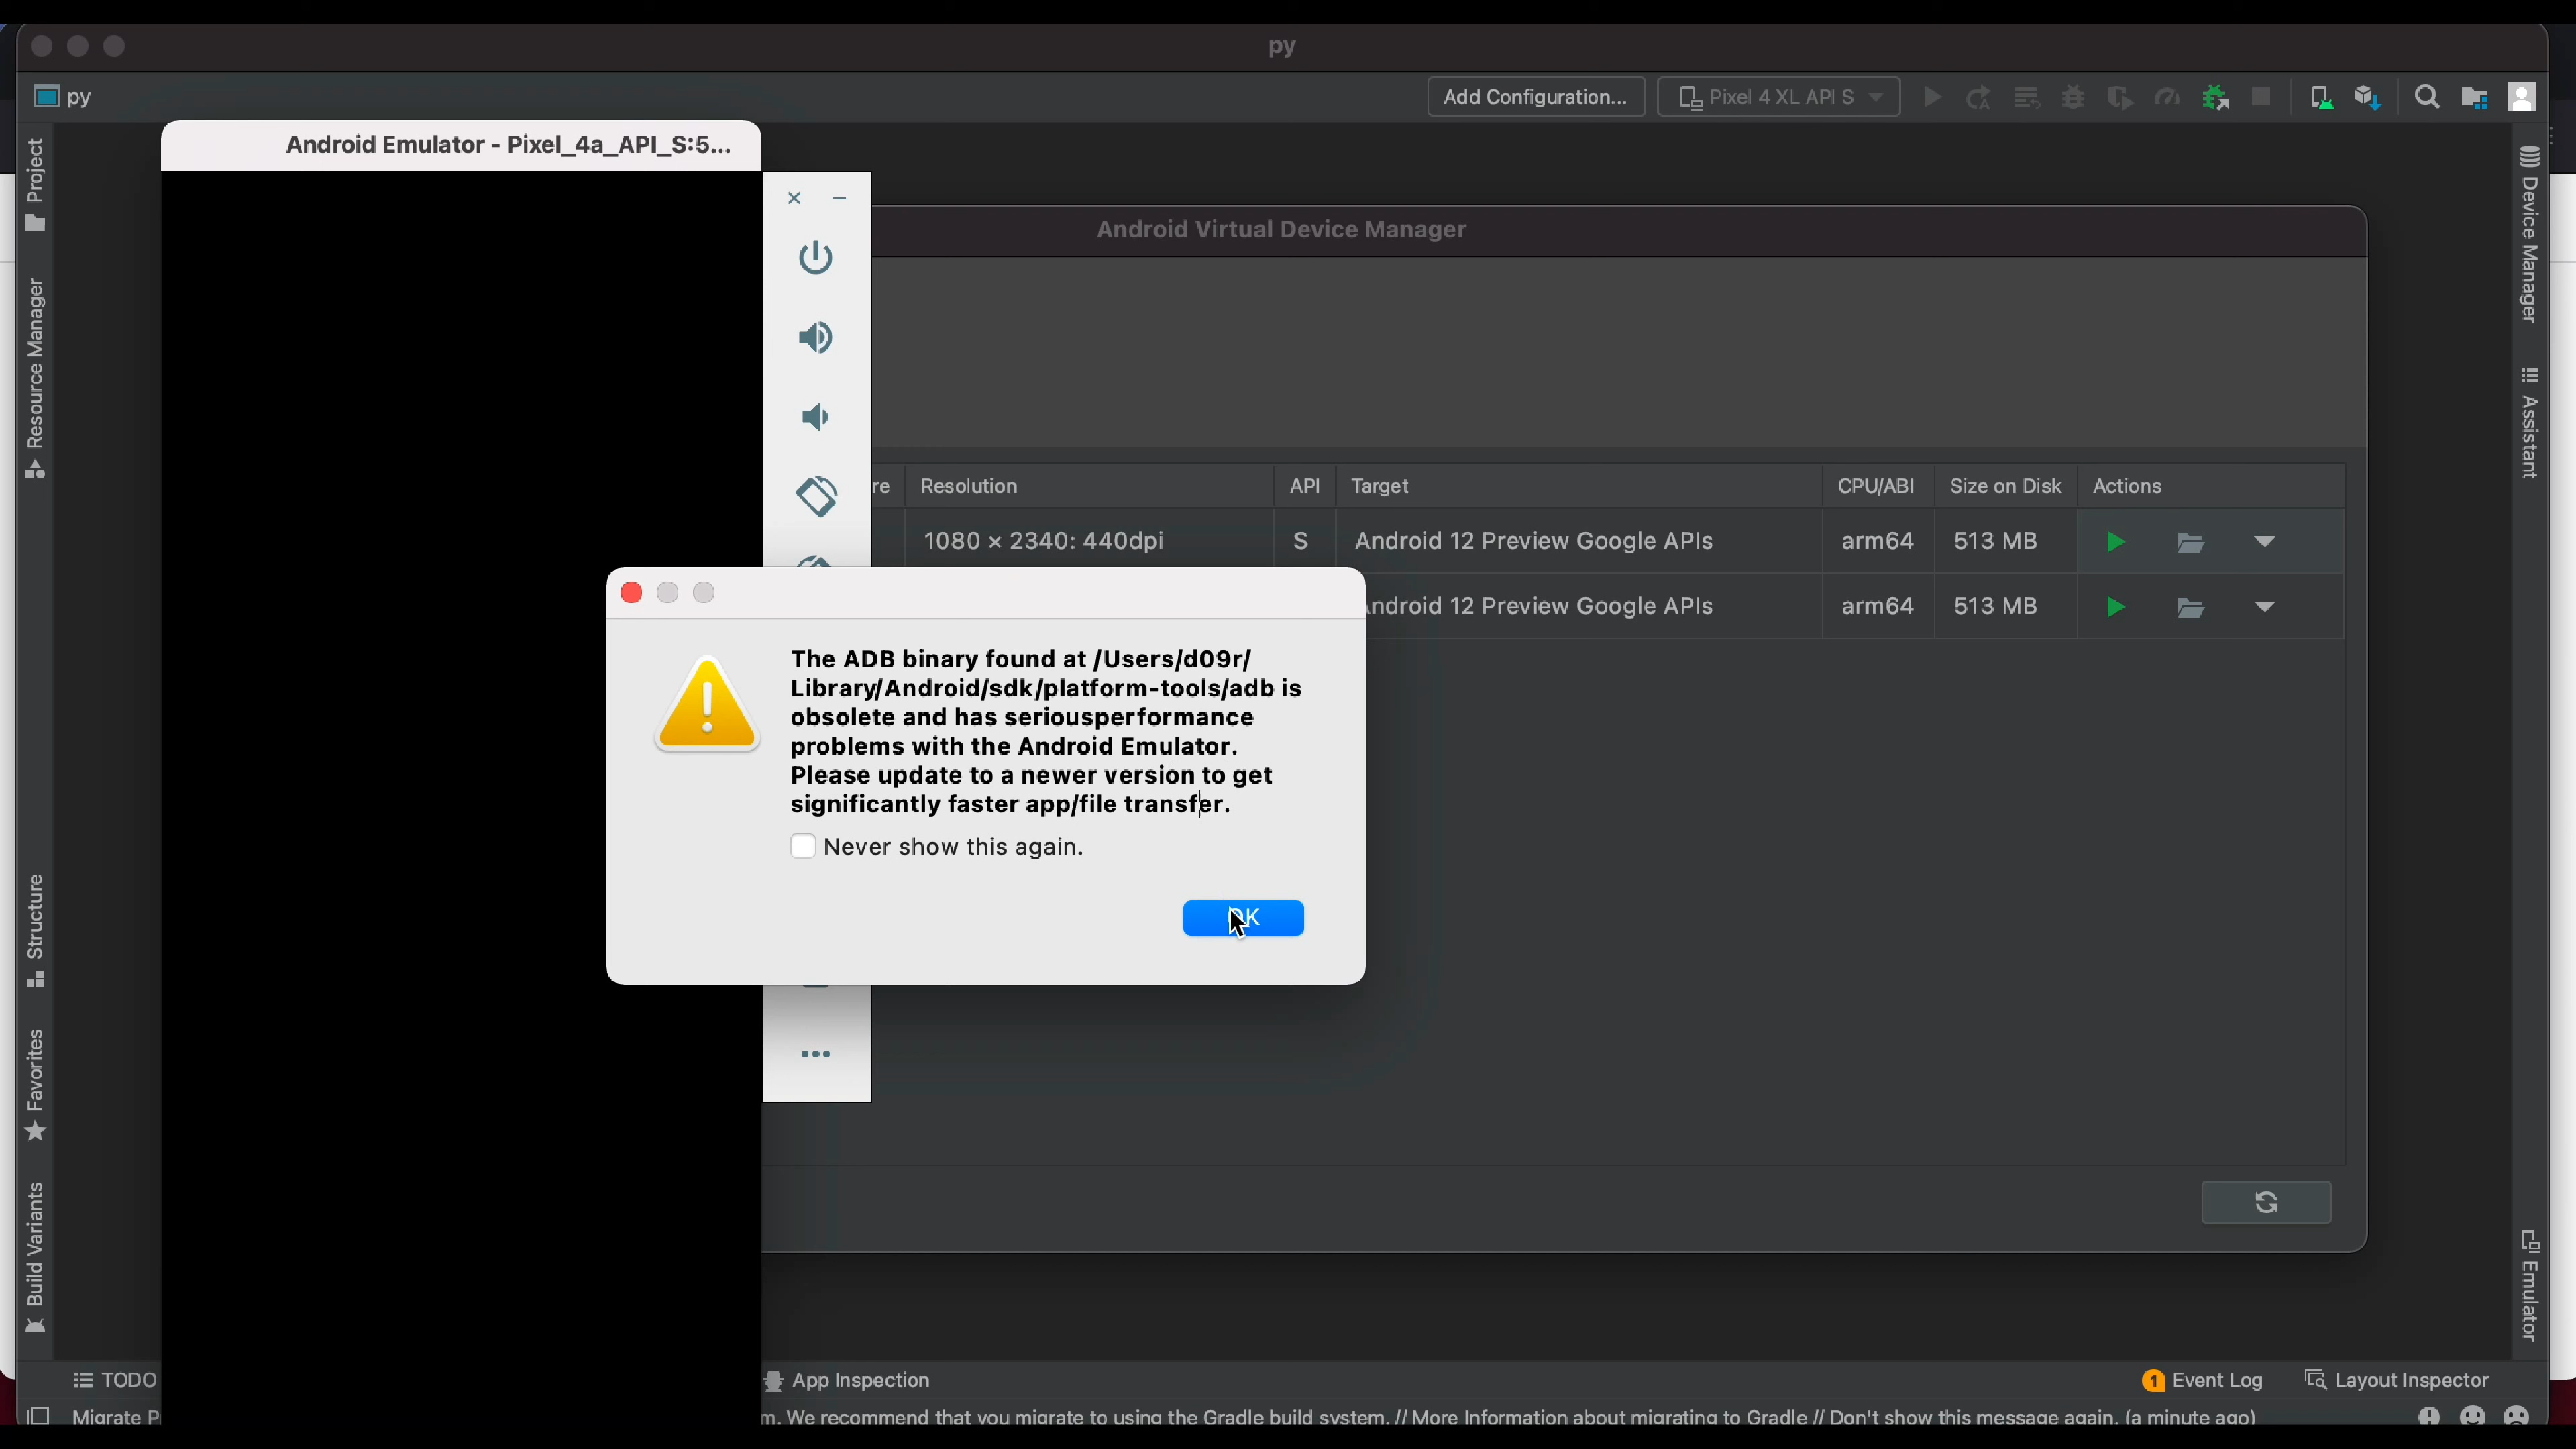 py
py
Add Configuration...
Pixel 4 XL API S
Project
Resource Manager
Structure
Favorites
Build Variants
Android Emulator - Pixel_4a_API_S:5...
Android Virtual Device Manager
re Resolution API Target CPU/ABI Size on Disk Actions
1080 × 2340: 440dpi S Android 12 Preview Google APIs arm64 513 MB
Android 12 Preview Google APIs arm64 513 MB
The ADB binary found at /Users/d09r/
Library/Android/sdk/platform-tools/adb is
obsolete and has seriousperformance
problems with the Android Emulator.
Please update to a newer version to get
significantly faster app/file transfer.
Never show this again.
OK
Device Manager
Assistant
Emulator
TODO
App Inspection
1 Event Log
Layout Inspector
Migrate P
m. We recommend that you migrate to using the Gradle build system. // More Information about migrating to Gradle // Don't show this message again. (a minute ago)